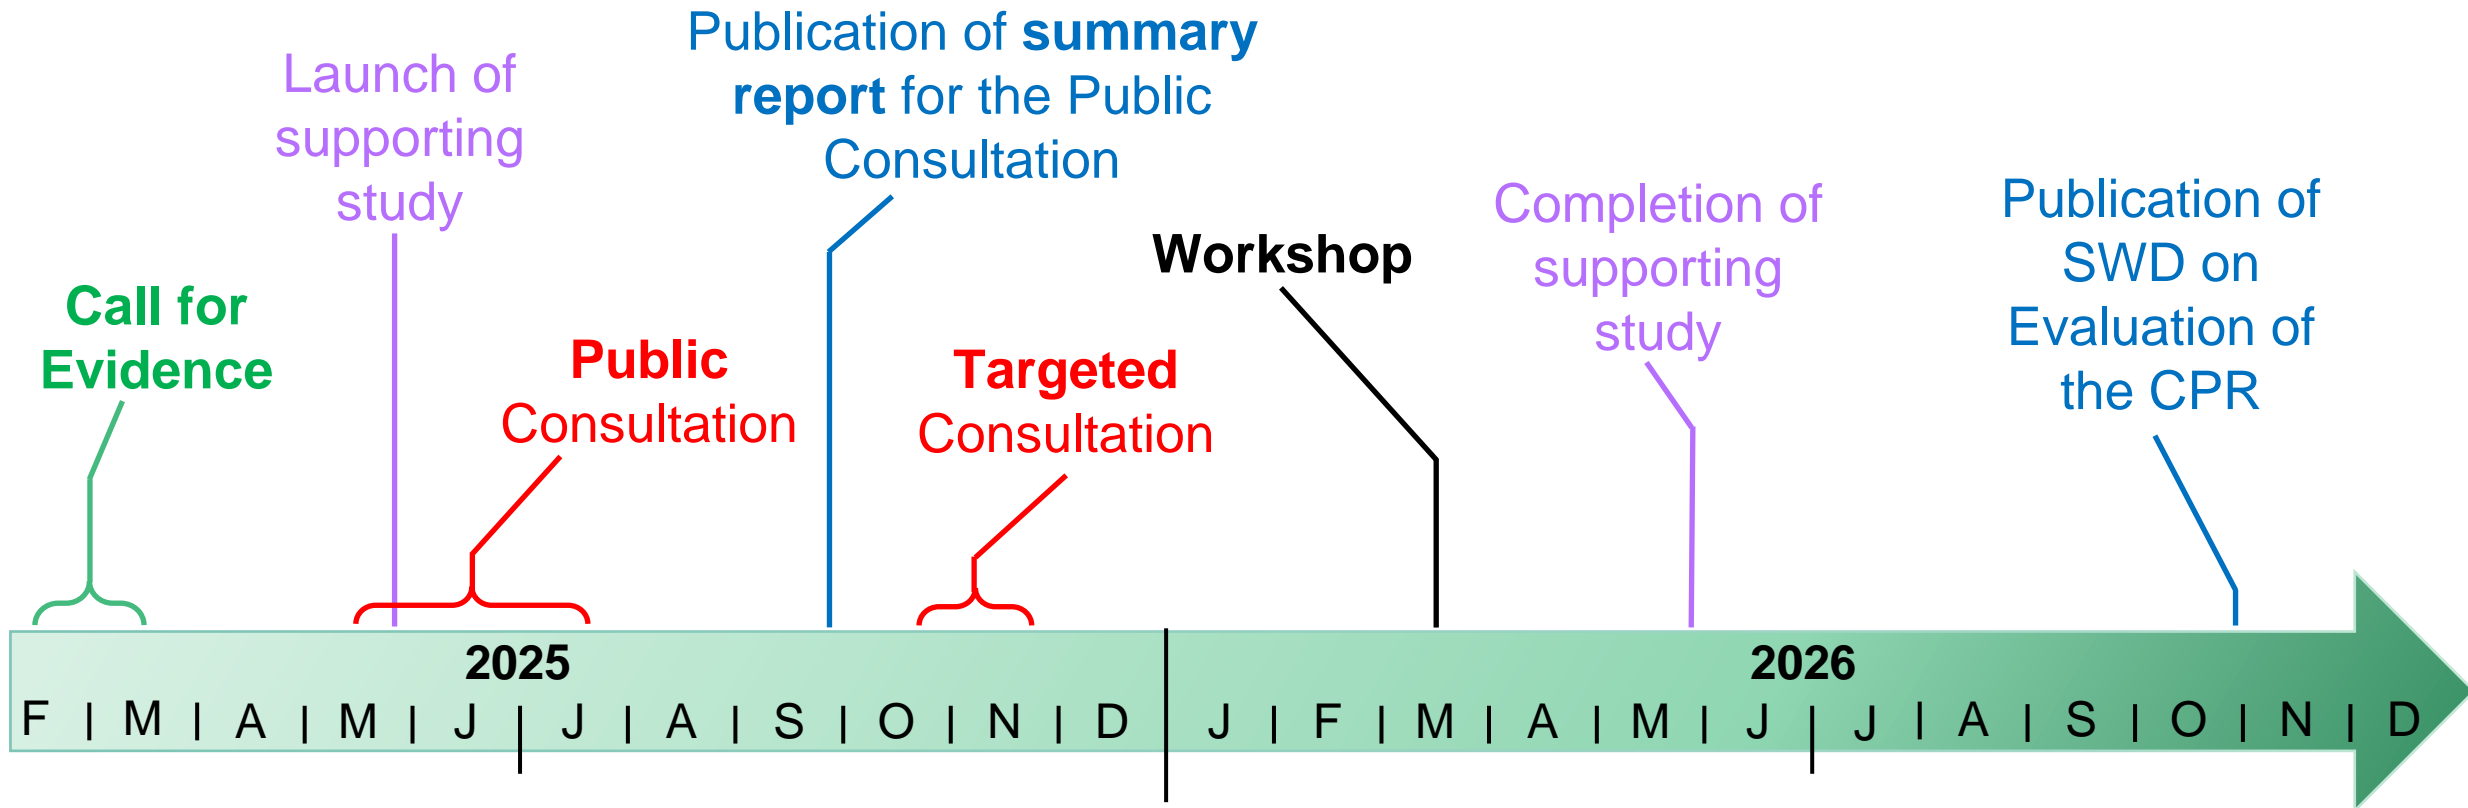 Publication of summary
report for the Public
Consultation
Launch of
supporting
study
Call for
Evidence
Public
Consultation
Targeted
Consultation
Workshop
Completion of
supporting
study
Publication of
SWD on
Evaluation of
the CPR
2025
2026
F | M | A | M | J | J | A | S | O | N | D | J | F | M | A | M | J | J | A | S | O | N | D